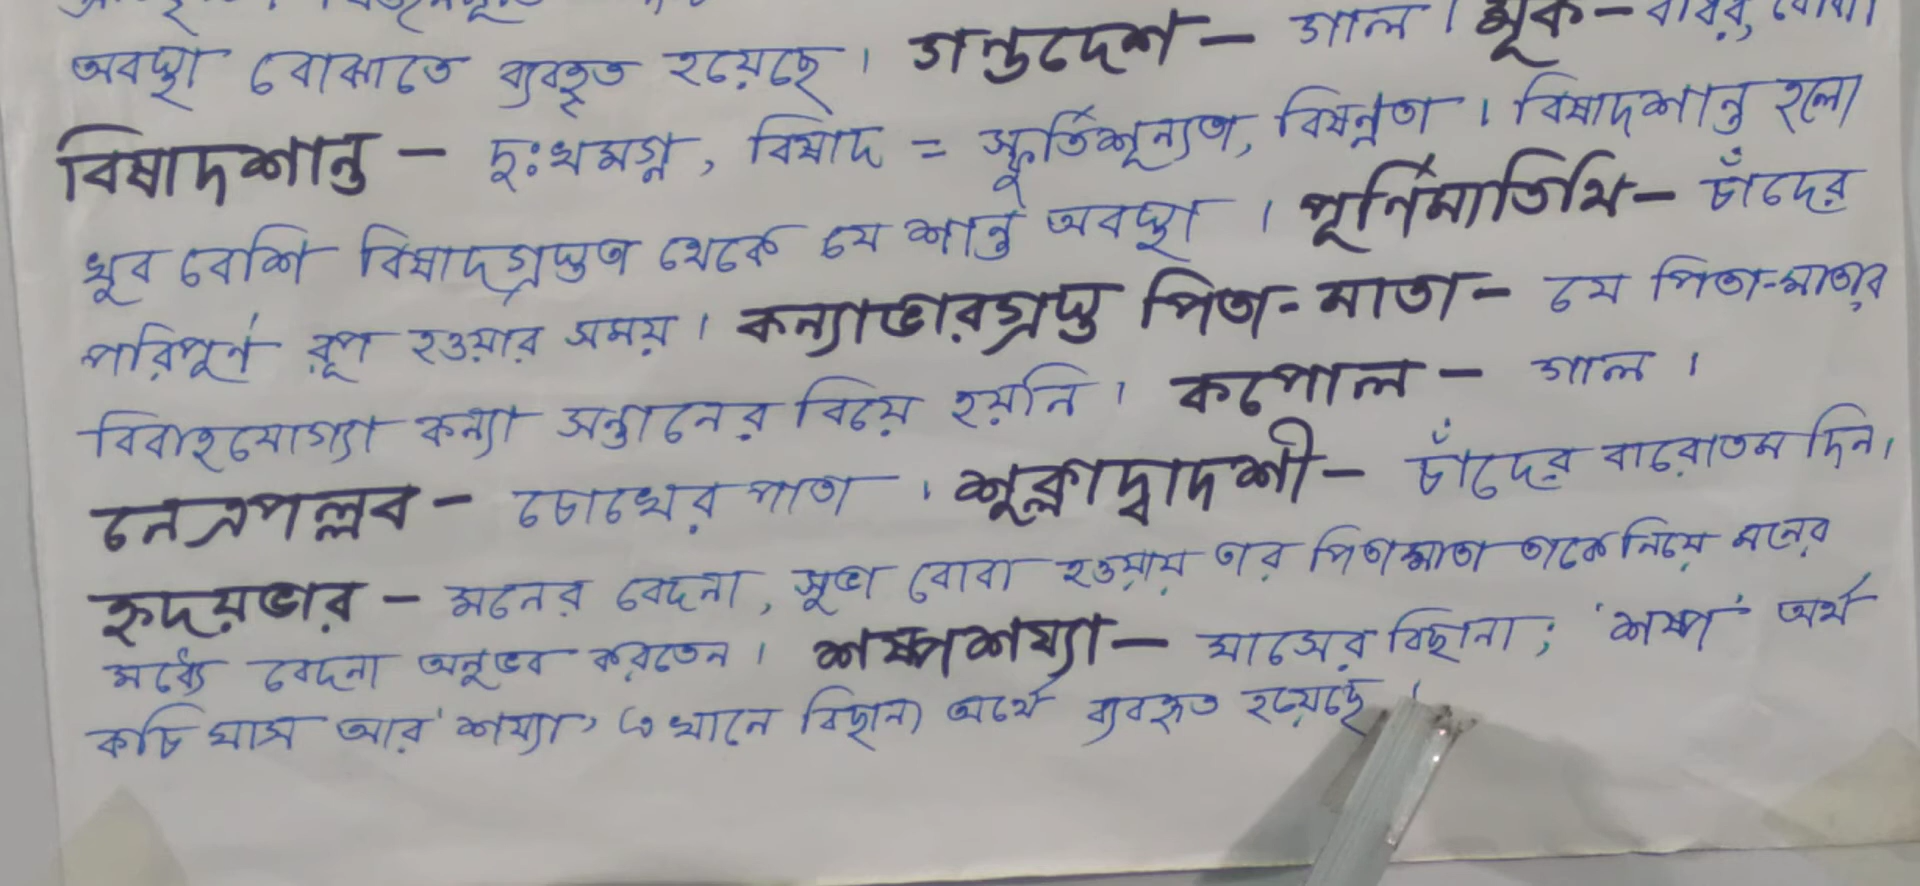 অবস্থা বোঝাতে ব্যবহৃত হয়েছে। গন্ডদেশ – গাল। মূক – বধির, বোবা।
বিষাদশান্ত – দুঃখমগ্ন, বিষাদ = স্ফূর্তিশূন্যতা, বিষন্নতা। বিষাদশান্ত হলো
খুব বেশি বিষাদগ্রস্ততা থেকে যে শান্ত অবস্থা। পূর্ণিমাতিথি – চাঁদের
পরিপূর্ণ রূপ হওয়ার সময়। কন্যাভারগ্রস্ত পিতা-মাতা – যে পিতা-মাতার
বিবাহযোগ্যা কন্যা সন্তানের বিয়ে হয়নি। কপোল – গাল।
নেত্রপল্লব – চোখের পাতা। শুক্লাদ্বাদশী – চাঁদের বারোতম দিন।
হৃদয়ভার – মনের বেদনা, সুভা বোবা হওয়ায় তার পিতামাতা তাকে নিয়ে মনের
মধ্যে বেদনা অনুভব করতেন। শষ্পশয্যা – ঘাসের বিছানা; 'শষ্প' অর্থ
কচি ঘাস আর 'শয্যা' এখানে বিছানা অর্থে ব্যবহৃত হয়েছে।